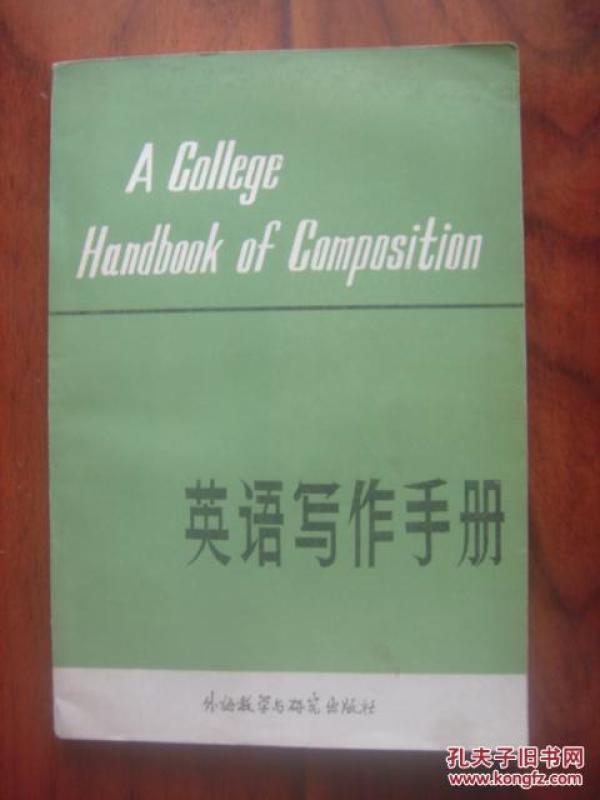 A College
Handbook of Composition
英语写作手册
外语教学与研究出版社
孔夫子旧书网
www.kongfz.com